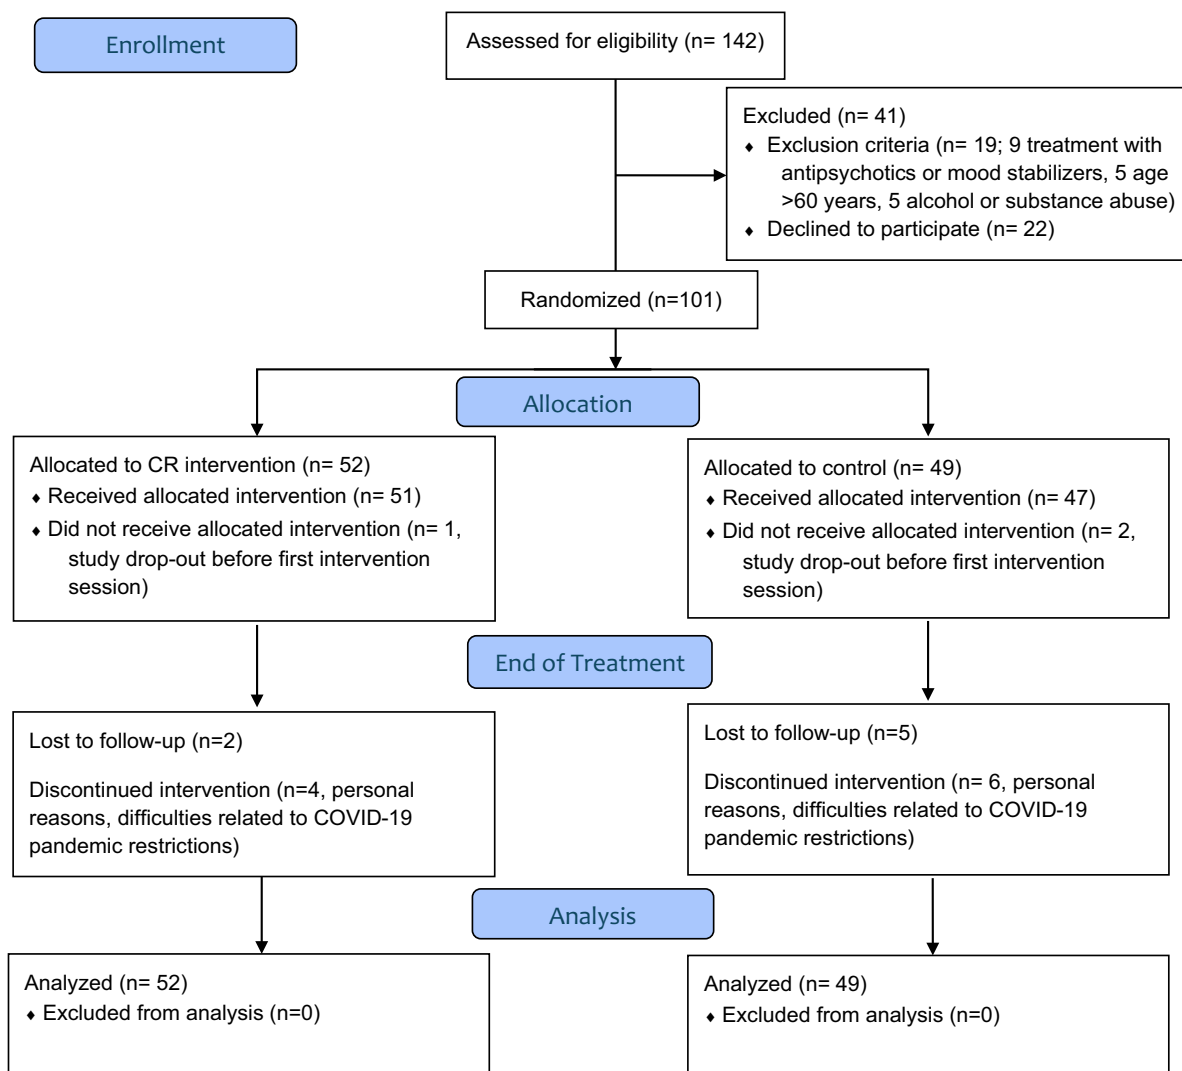 Enrollment
Assessed for eligibility (n= 142)
Excluded (n= 41)
♦ Exclusion criteria (n= 19; 9 treatment with
antipsychotics or mood stabilizers, 5 age
>60 years, 5 alcohol or substance abuse)
♦ Declined to participate (n= 22)
Randomized (n=101)
Allocation
Allocated to CR intervention (n= 52)
♦ Received allocated intervention (n= 51)
♦ Did not receive allocated intervention (n= 1,
study drop-out before first intervention
session)
Allocated to control (n= 49)
♦ Received allocated intervention (n= 47)
♦ Did not receive allocated intervention (n= 2,
study drop-out before first intervention
session)
End of Treatment
Lost to follow-up (n=2)
Discontinued intervention (n=4, personal
reasons, difficulties related to COVID-19
pandemic restrictions)
Lost to follow-up (n=5)
Discontinued intervention (n= 6, personal
reasons, difficulties related to COVID-19
pandemic restrictions)
Analysis
Analyzed (n= 52)
♦ Excluded from analysis (n=0)
Analyzed (n= 49)
♦ Excluded from analysis (n=0)